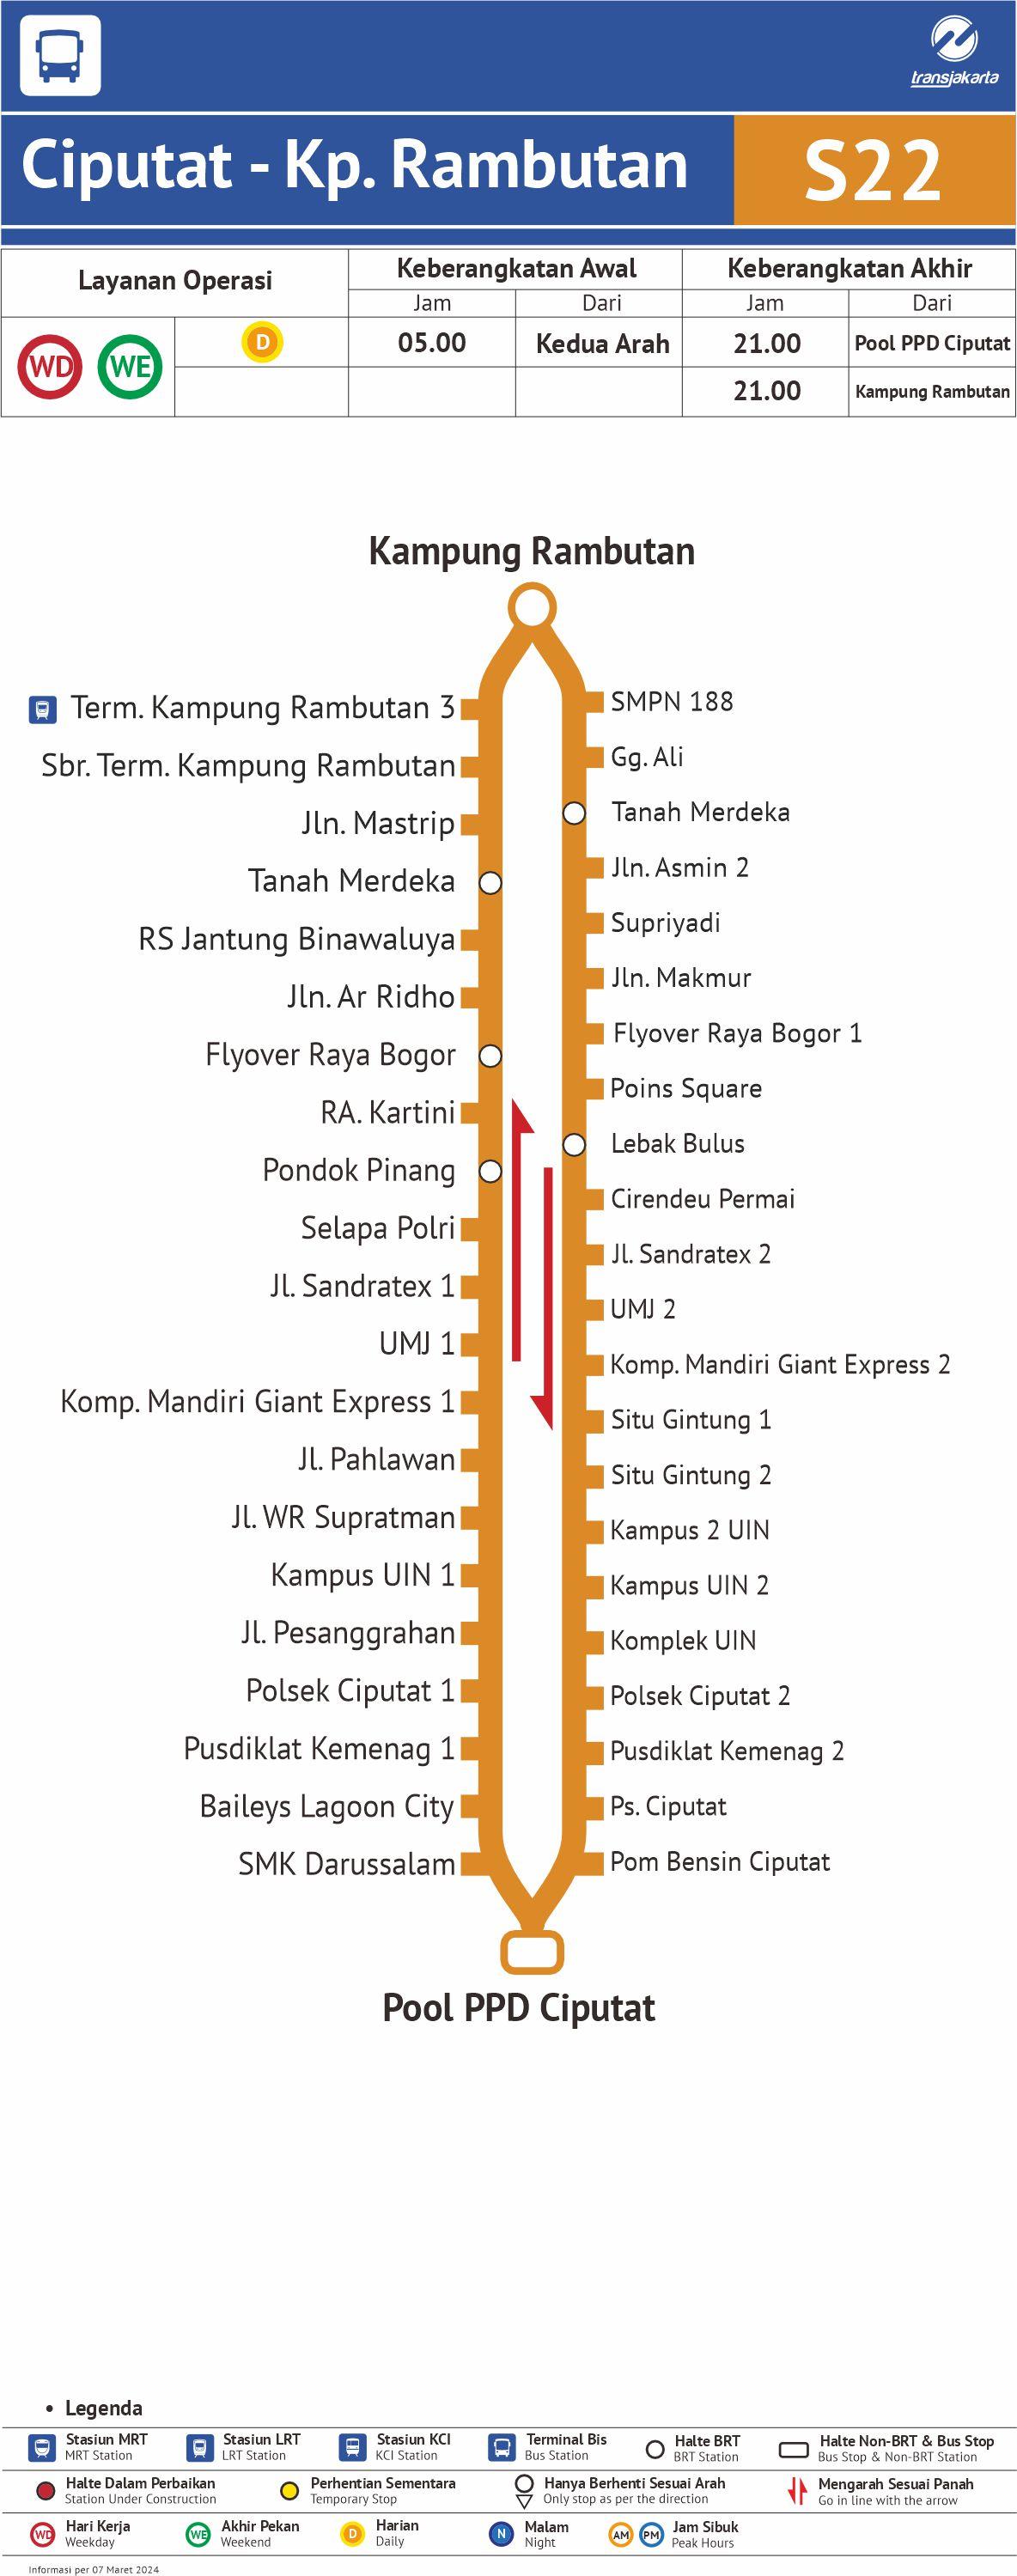 transjakarta
Ciputat - Kp. Rambutan
S22
Layanan Operasi
Keberangkatan Awal
Keberangkatan Akhir
Jam
Dari
Jam
Dari
WD
WE
D
05.00
Kedua Arah
21.00
Pool PPD Ciputat
21.00
Kampung Rambutan
Kampung Rambutan
Term. Kampung Rambutan 3
Sbr. Term. Kampung Rambutan
Jln. Mastrip
Tanah Merdeka
RS Jantung Binawaluya
Jln. Ar Ridho
Flyover Raya Bogor
RA. Kartini
Pondok Pinang
Selapa Polri
Jl. Sandratex 1
UMJ 1
Komp. Mandiri Giant Express 1
Jl. Pahlawan
Jl. WR Supratman
Kampus UIN 1
Jl. Pesanggrahan
Polsek Ciputat 1
Pusdiklat Kemenag 1
Baileys Lagoon City
SMK Darussalam
SMPN 188
Gg. Ali
Tanah Merdeka
Jln. Asmin 2
Supriyadi
Jln. Makmur
Flyover Raya Bogor 1
Poins Square
Lebak Bulus
Cirendeu Permai
Jl. Sandratex 2
UMJ 2
Komp. Mandiri Giant Express 2
Situ Gintung 1
Situ Gintung 2
Kampus 2 UIN
Kampus UIN 2
Komplek UIN
Polsek Ciputat 2
Pusdiklat Kemenag 2
Ps. Ciputat
Pom Bensin Ciputat
Pool PPD Ciputat
• Legenda
Stasiun MRT
MRT Station
Stasiun LRT
LRT Station
Stasiun KCI
KCI Station
Terminal Bis
Bus Station
Halte BRT
BRT Station
Halte Non-BRT & Bus Stop
Bus Stop & Non-BRT Station
Halte Dalam Perbaikan
Station Under Construction
Perhentian Sementara
Temporary Stop
Hanya Berhenti Sesuai Arah
Only stop as per the direction
Mengarah Sesuai Panah
Go in line with the arrow
WD
Hari Kerja
Weekday
WE
Akhir Pekan
Weekend
D
Harian
Daily
N
Malam
Night
AM
PM
Jam Sibuk
Peak Hours
Informasi per 07 Maret 2024